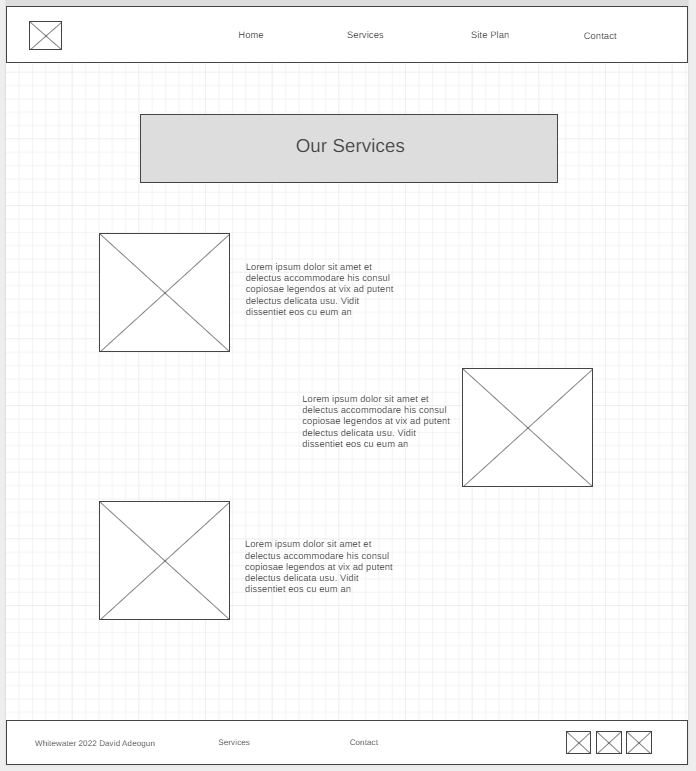 Home Services Site Plan Contact
Our Services
Lorem ipsum dolor sit amet et
delectus accommodare his consul
copiosae legendos at vix ad putent
delectus delicata usu. Vidit
dissentiet eos cu eum an
Lorem ipsum dolor sit amet et
delectus accommodare his consul
copiosae legendos at vix ad putent
delectus delicata usu. Vidit
dissentiet eos cu eum an
Lorem ipsum dolor sit amet et
delectus accommodare his consul
copiosae legendos at vix ad putent
delectus delicata usu. Vidit
dissentiet eos cu eum an
Whitewater 2022 David Adeogun Services Contact